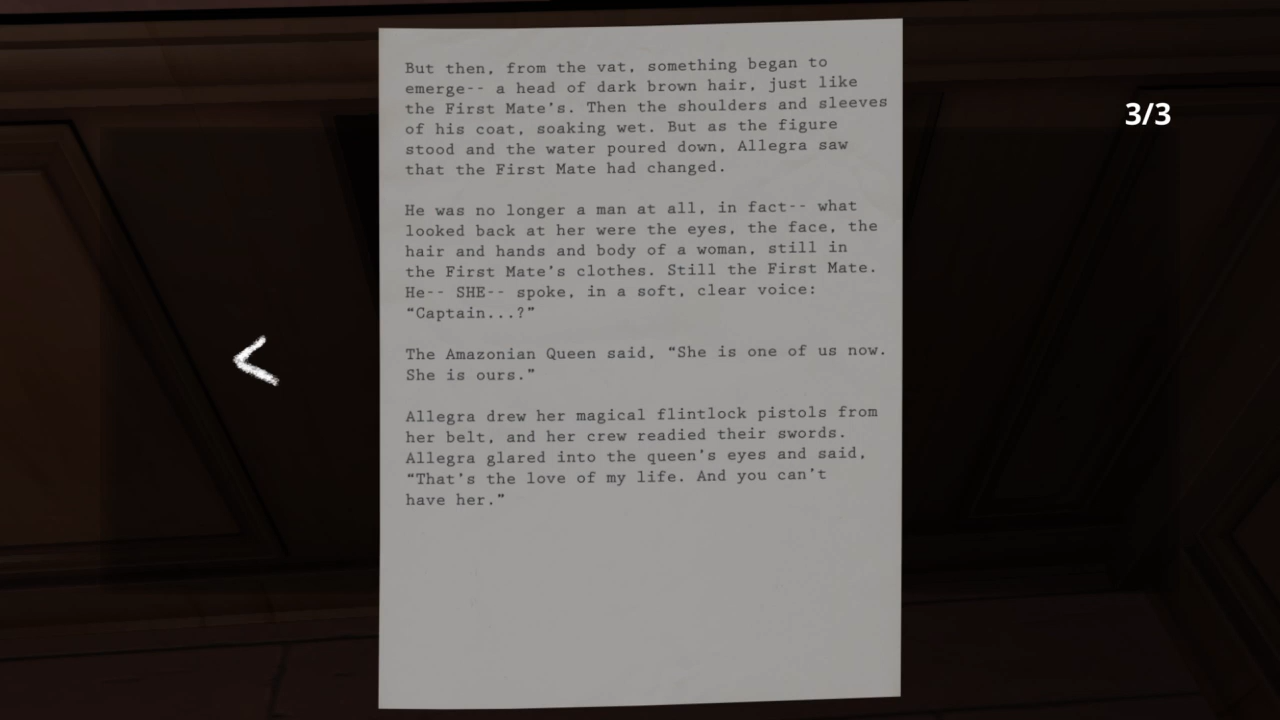 But then, from the vat, something began to
emerge-- a head of dark brown hair, just like
the First Mate's. Then the shoulders and sleeves
of his coat, soaking wet. But as the figure
stood and the water poured down, Allegra saw
that the First Mate had changed.
He was no longer a man at all, in fact-- what
looked back at her were the eyes, the face, the
hair and hands and body of a woman, still in
the First Mate's clothes. Still the First Mate.
He-- SHE-- spoke, in a soft, clear voice:
“Captain...?”
The Amazonian Queen said, “She is one of us now.
She is ours.”
Allegra drew her magical flintlock pistols from
her belt, and her crew readied their swords.
Allegra glared into the queen's eyes and said,
“That's the love of my life. And you can't
have her.”
3/3